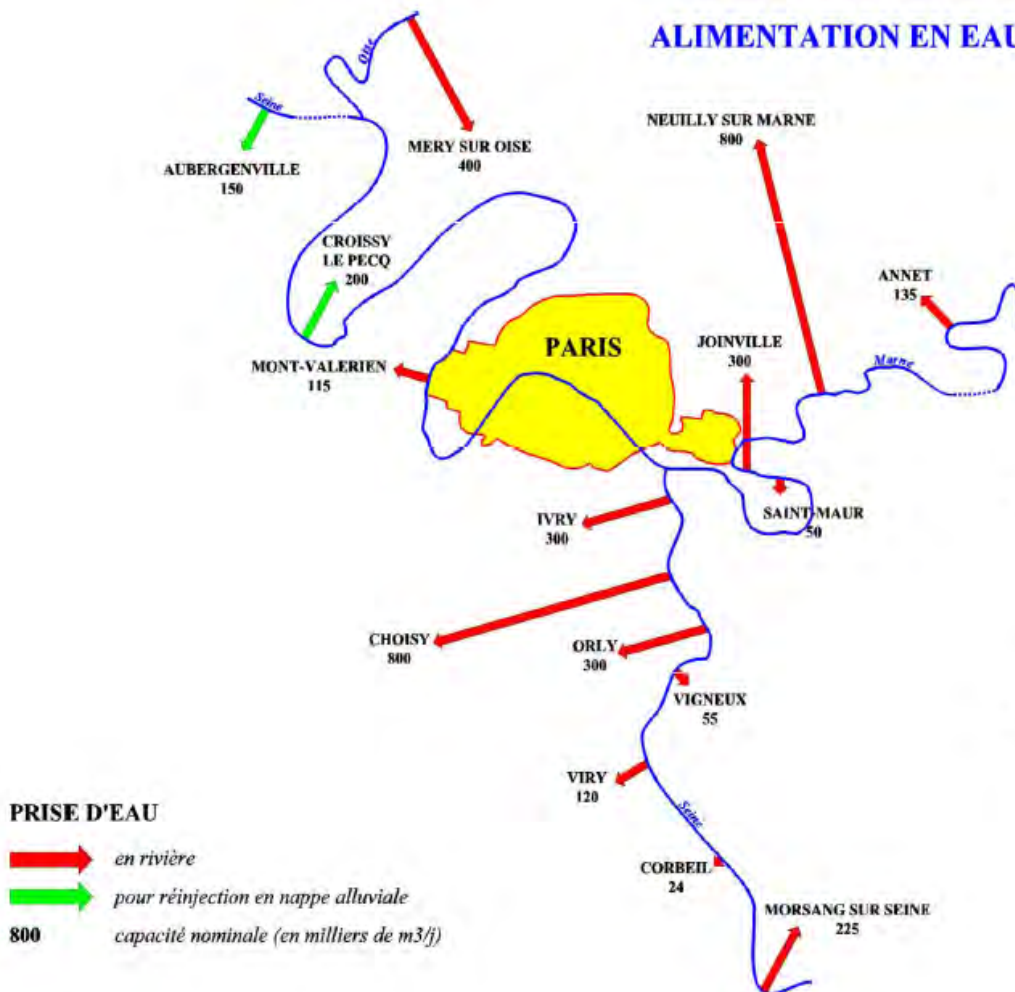 ALIMENTATION EN EAU
Oise
Seine
NEUILLY SUR MARNE
800
MERY SUR OISE
400
AUBERGENVILLE
150
CROISSY
LE PECQ
200
ANNET
135
PARIS
JOINVILLE
300
MONT-VALERIEN
115
Marne
IVRY
300
SAINT-MAUR
50
CHOISY
800
ORLY
300
VIGNEUX
55
VIRY
120
Seine
CORBEIL
24
MORSANG SUR SEINE
225
PRISE D'EAU
en rivière
pour réinjection en nappe alluviale
800 capacité nominale (en milliers de m3/j)